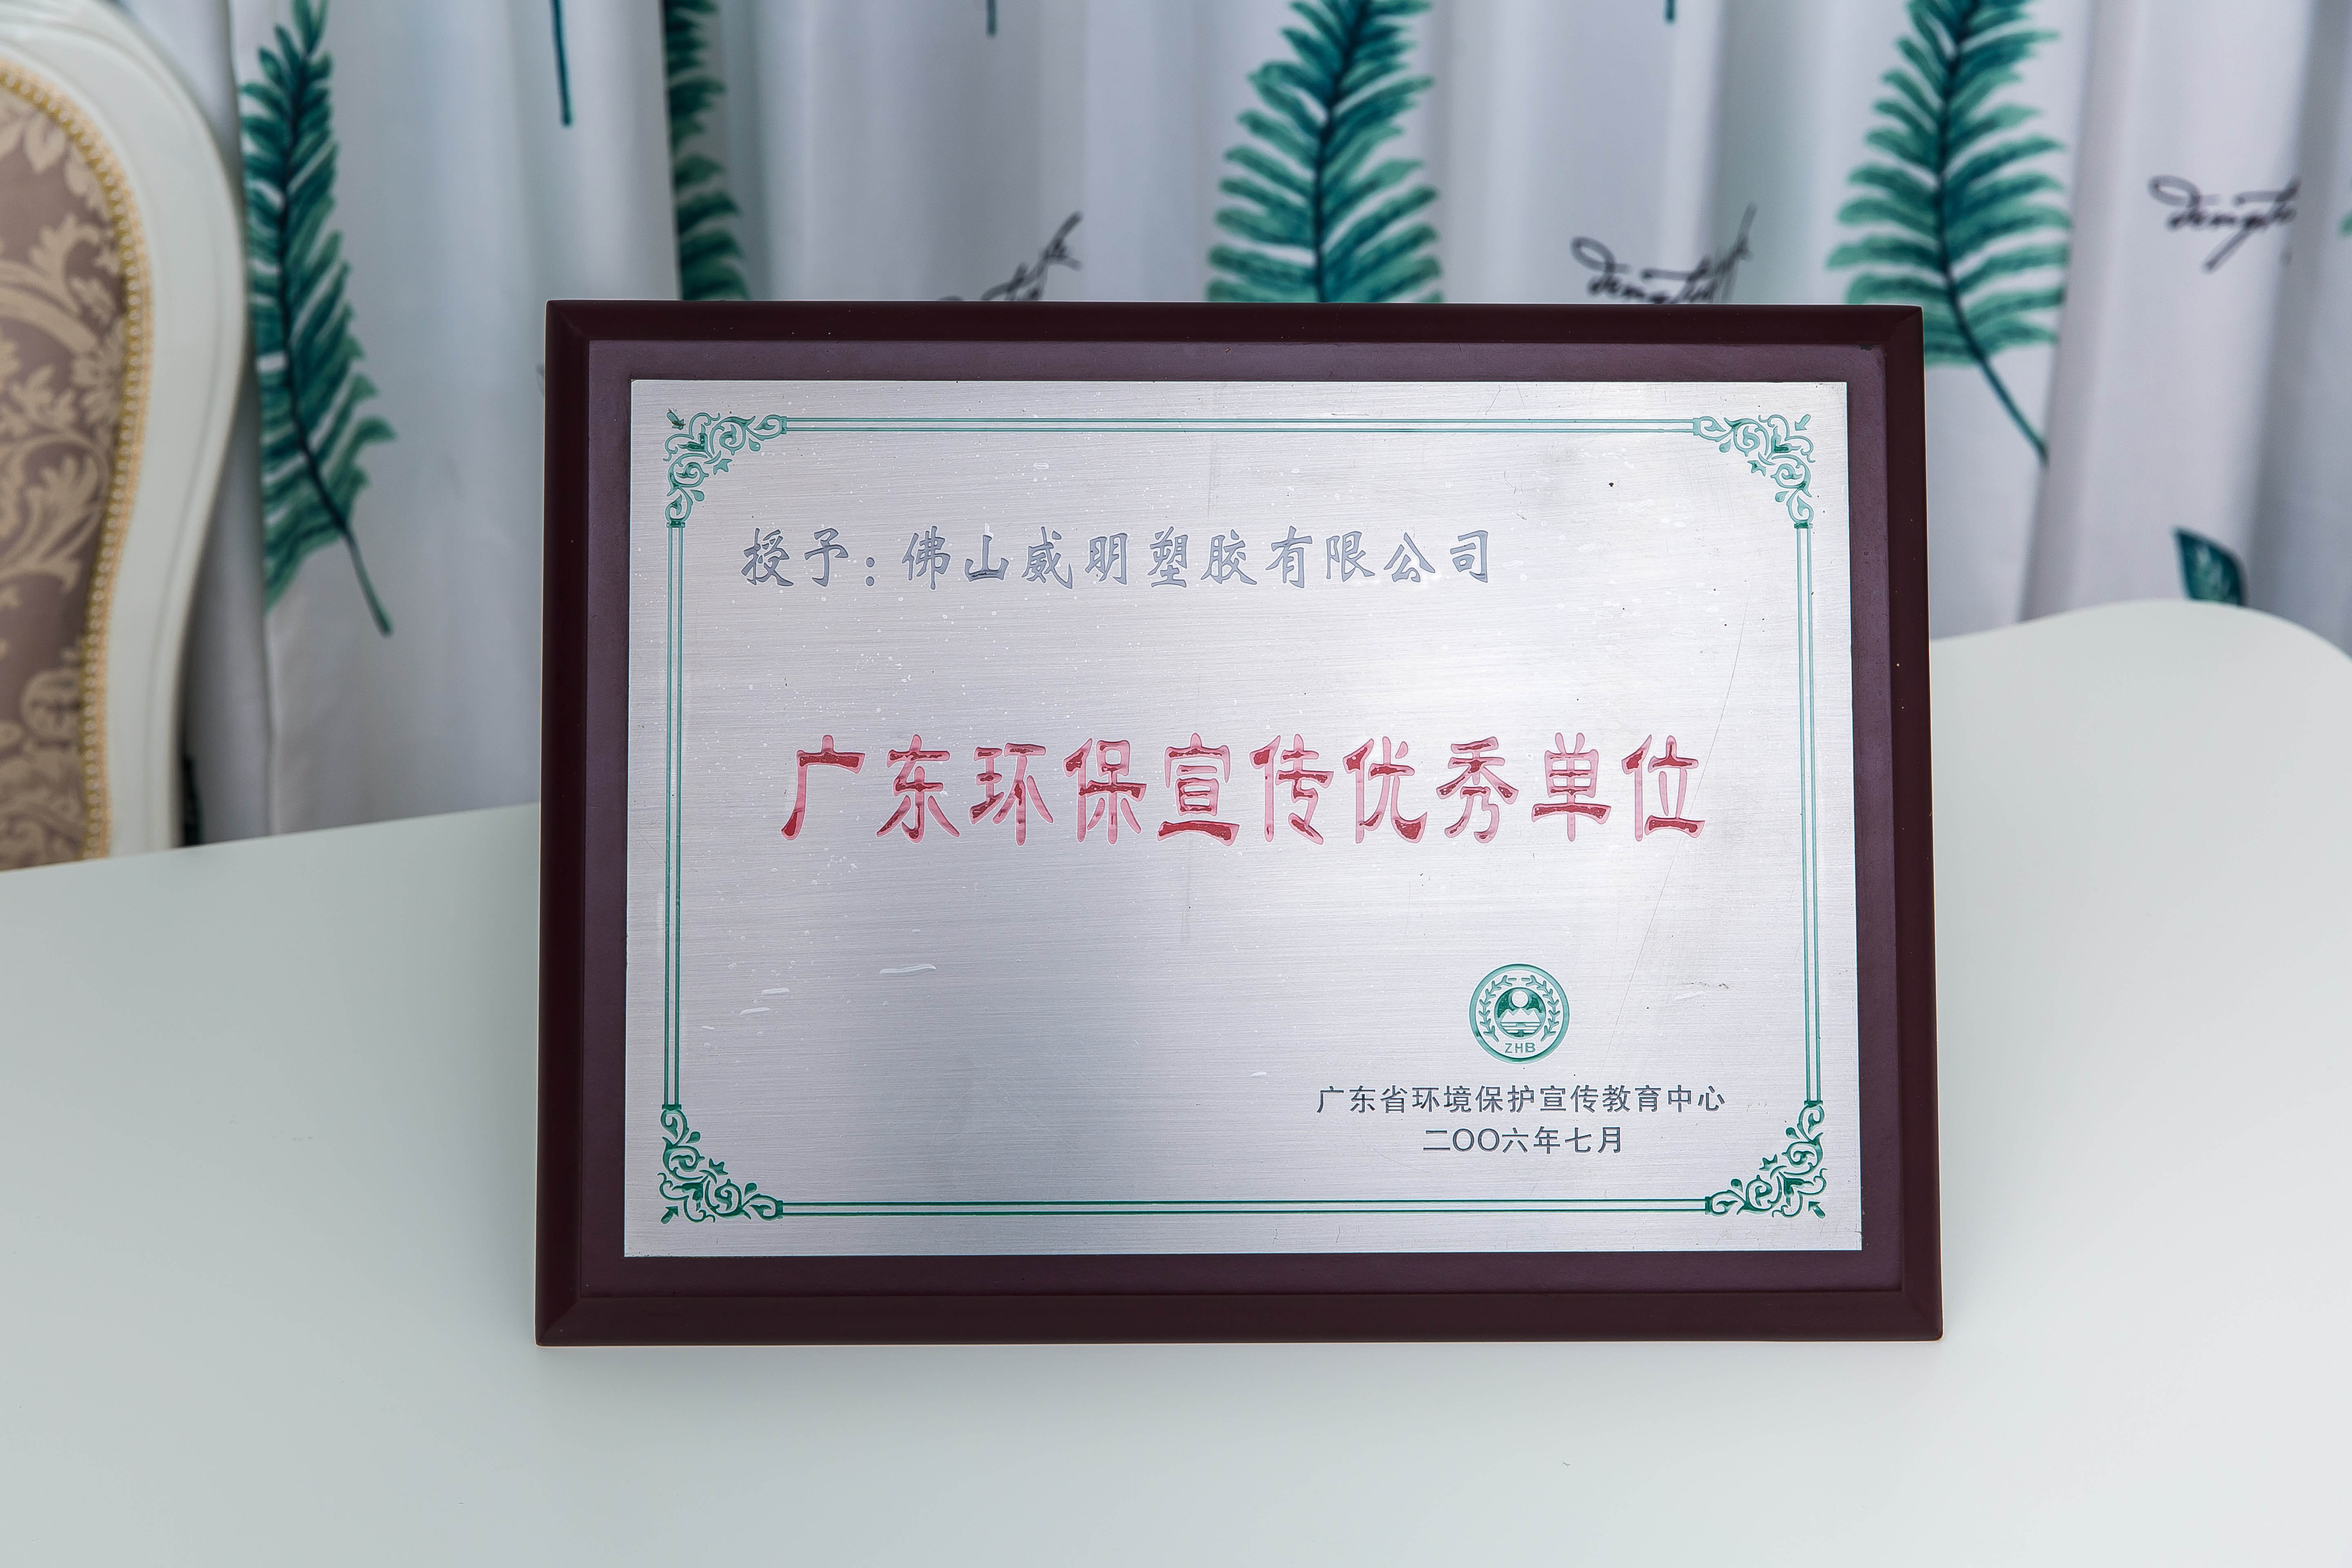 授予：佛山威明塑胶有限公司
广东环保宣传优秀单位
ZHB
广东省环境保护宣传教育中心
二〇〇六年七月